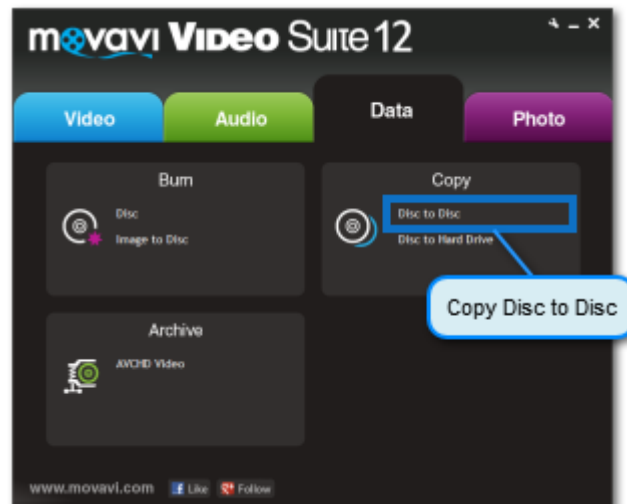 movavi Video Suite 12
Video
Audio
Data
Photo
Burn
Disc
Image to Disc
Copy
Disc to Disc
Disc to Hard Drive
Copy Disc to Disc
Archive
AVCHD Video
www.movavi.com
Like
Follow